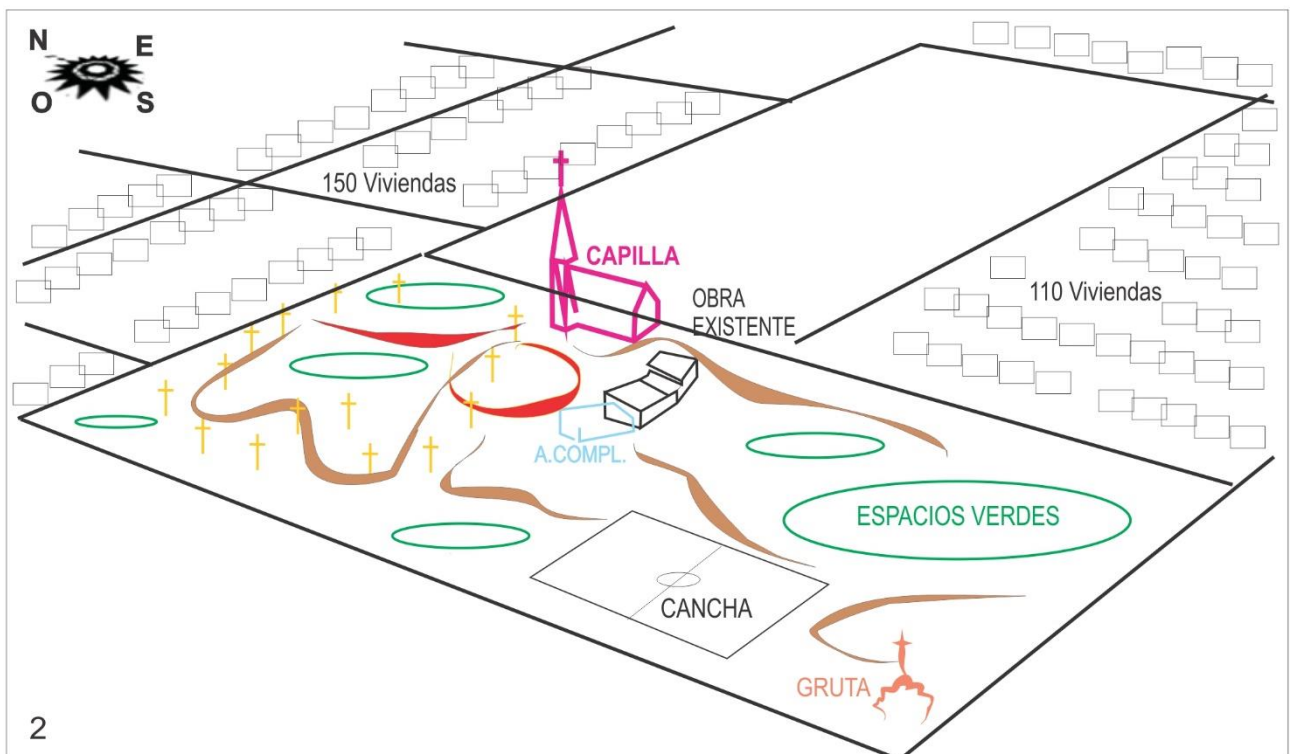 N E
O S
150 Viviendas
CAPILLA
OBRA
EXISTENTE
110 Viviendas
A.COMPL.
ESPACIOS VERDES
CANCHA
GRUTA
2